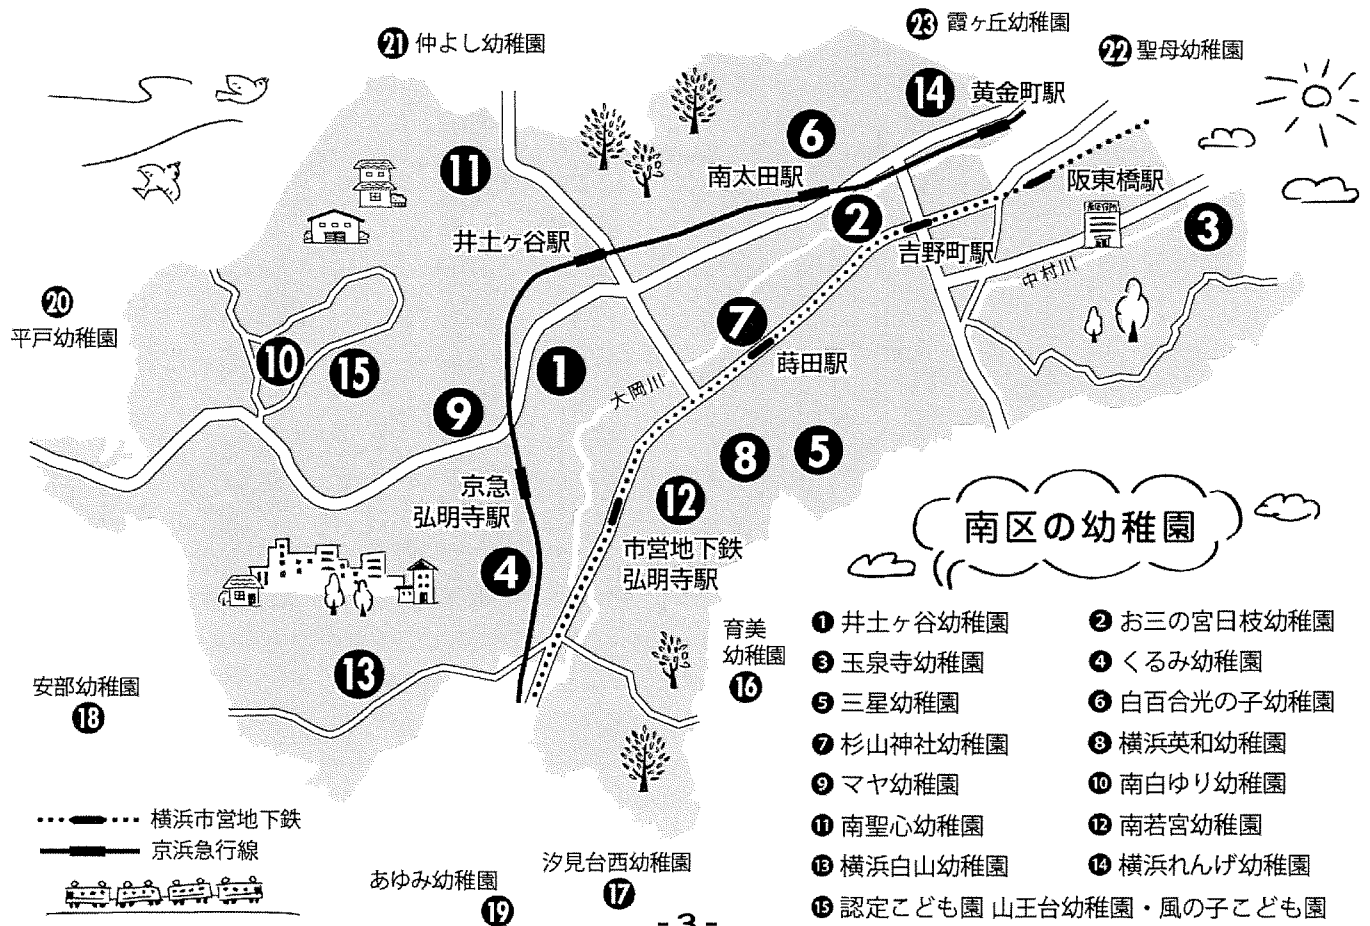 ㉑ 仲よし幼稚園
㉓ 霞ヶ丘幼稚園
㉒ 聖母幼稚園
⑭
黄金町駅
⑥
⑪
南太田駅
阪東橋駅
②
③
井土ヶ谷駅
吉野町駅
中村川
⑳
平戸幼稚園
⑦
⑩
⑮
①
蒔田駅
大岡川
⑨
⑧
⑤
京急
弘明寺駅
⑫
市営地下鉄
弘明寺駅
④
南区の幼稚園
育美
幼稚園
⑯
⑬
安部幼稚園
⑱
❶ 井土ヶ谷幼稚園
❷ お三の宮日枝幼稚園
❸ 玉泉寺幼稚園
❹ くるみ幼稚園
❺ 三星幼稚園
❻ 白百合光の子幼稚園
❼ 杉山神社幼稚園
❽ 横浜英和幼稚園
❾ マヤ幼稚園
❿ 南白ゆり幼稚園
⓫ 南聖心幼稚園
⓬ 南若宮幼稚園
⓭ 横浜白山幼稚園
⓮ 横浜れんげ幼稚園
⓯ 認定こども園 山王台幼稚園・風の子こども園
横浜市営地下鉄
京浜急行線
あゆみ幼稚園
⑲
汐見台西幼稚園
⑰
-3-